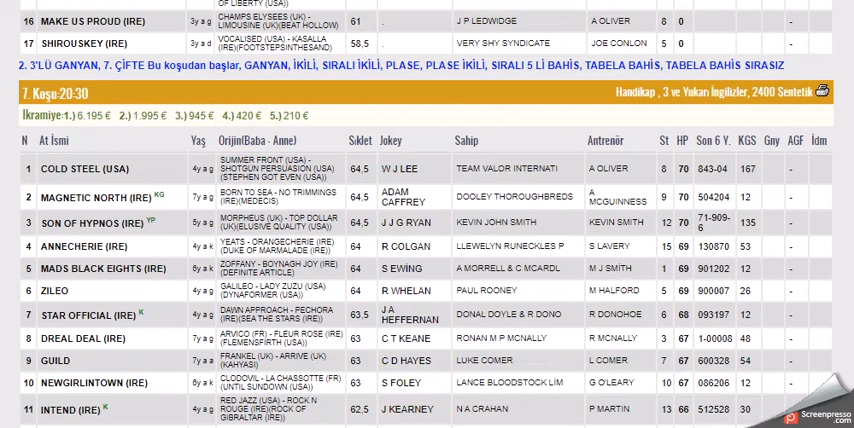 OF LIBERTY (USA))
16 MAKE US PROUD (IRE) 3y a g CHAMPS ELYSEES (UK) - LIMOUSINE (UK)(BEAT HOLLOW) 61 . J P LEDWIDGE A OLIVER 8 0 -
17 SHIROUSKEY (IRE) 3y a d VOCALISED (USA) - KASALLA (IRE)(FOOTSTEPSINTHESAND) 58,5 . VERY SHY SYNDICATE JOE CONLON 5 0 -
2. 3'LÜ GANYAN, 7. ÇİFTE Bu koşudan başlar, GANYAN, İKİLİ, SIRALI İKİLİ, PLASE, PLASE İKİLİ, SIRALI 5 Lİ BAHİS, TABELA BAHİS, TABELA BAHİS SIRASIZ
7. Koşu-20-30 Handikap , 3 ve Yukarı İngilizler, 2400 Sentetik
İkramiye:1.) 6.195 € 2.) 1.995 € 3.) 945 € 4.) 420 € 5.) 210 €
N At İsmi Yaş Orijin(Baba - Anne) Sıklet Jokey Sahip Antrenör St HP Son 6 Y. KGS Gny AGF İdm
1 COLD STEEL (USA) 4y a g SUMMER FRONT (USA) - SHOTGUN PERSUASION (USA) (STEPHEN GOT EVEN (USA)) 64,5 W J LEE TEAM VALOR INTERNATI A OLIVER 8 70 843-04 167 -
2 MAGNETIC NORTH (IRE) KG 7y a g BORN TO SEA - NO TRIMMINGS (IRE)(MEDECIS) 64,5 ADAM CAFFREY DOOLEY THOROUGHBREDS A MCGUINNESS 9 70 504204 12 -
3 SON OF HYPNOS (IRE) YP 5y a g MORPHEUS (UK) - TOP DOLLAR (UK)(ELUSIVE QUALITY (USA)) 64,5 J J G RYAN KEVIN JOHN SMITH KEVIN SMITH 12 70 71-909-6 135 -
4 ANNECHERIE (IRE) 4y a k YEATS - ORANGECHERIE (IRE) (DUKE OF MARMALADE (IRE)) 64 R COLGAN LLEWELYN RUNECKLES P S LAVERY 15 69 130870 53 -
5 MADS BLACK EIGHTS (IRE) 6y a k ZOFFANY - BOYNAGH JOY (IRE) (DEFINITE ARTICLE) 64 S EWİNG A MORRELL & C MCARDL M J SMİTH 1 69 901202 12 -
6 ZILEO 4y a g GALILEO - LADY ZUZU (USA) (DYNAFORMER (USA)) 64 R WHELAN PAUL ROONEY M HALFORD 5 69 900007 26 -
7 STAR OFFICIAL (IRE) K 4y a g DAWN APPROACH - PECHORA (IRE)(SEA THE STARS (IRE)) 63,5 J A HEFFERNAN DONAL DOYLE & R DONO R DONOHOE 6 68 093197 12 -
8 DREAL DEAL (IRE) 7y a g ARVICO (FR) - FLEUR ROSE (IRE) (FLEMENSFIRTH (USA)) 63 C T KEANE RONAN M P MCNALLY R MCNALLY 3 67 1-00008 48 -
9 GUILD 7y a a FRANKEL (UK) - ARRIVE (UK) (KAHYASI) 63 C D HAYES LUKE COMER L COMER 7 67 600328 54 -
10 NEWGIRLINTOWN (IRE) 6y a k CLODOVIL - LA CHASSOTTE (FR) (UNTIL SUNDOWN (USA)) 63 S FOLEY LANCE BLOODSTOCK LİM G O'LEARY 10 67 086206 12 -
11 INTEND (IRE) K 4y a g RED JAZZ (USA) - ROCK N ROUGE (IRE)(ROCK OF GIBRALTAR (IRE)) 62,5 J KEARNEY N A CRAHAN P MARTIN 13 66 512528 30 -
Screenpresso
.com